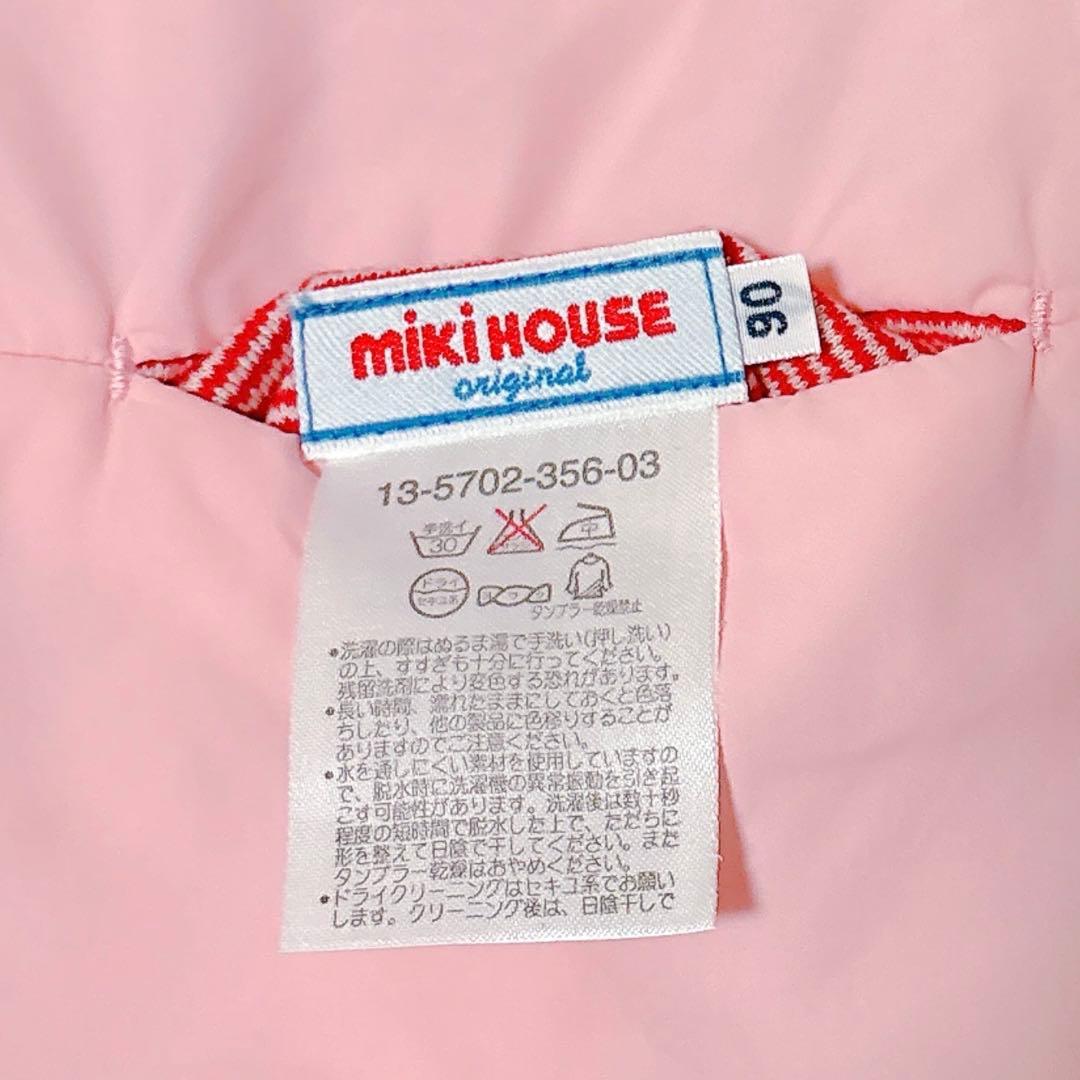 miKi HOUSE
original
90
13-5702-356-03
手洗イ
30
中
ドライ
セキユ系
タンブラー乾燥禁止
•洗濯の際はぬるま湯で手洗い(押し洗い)
の上、すすぎも十分に行ってください。
残留洗剤により変色する恐れがあります。
•長い時間、濡れたままにしておくと色落
ちしたり、他の製品に色移りすることが
ありますのでご注意ください。
•水を通しにくい素材を使用していますの
で、脱水時に洗濯機の異常振動を引き起
こす可能性があります。洗濯後は数十秒
程度の短時間で脱水した上で、ただちに
形を整えて日陰で干してください。また
タンブラー乾燥はおやめください。
•ドライクリーニングはセキユ系でお願い
します。クリーニング後は、日陰干しで